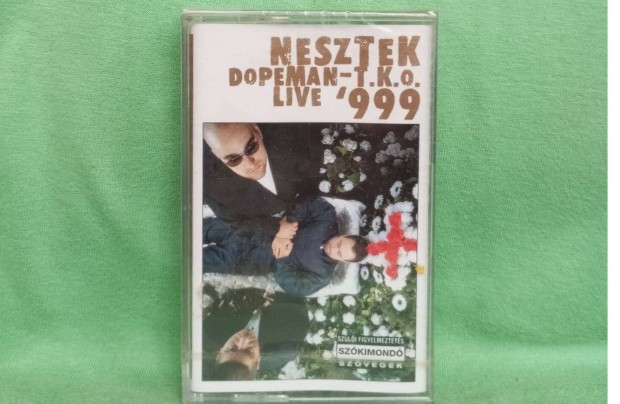 NESZTEK
DOPEMAN-T.K.O.
LIVE '999
SZÜLŐI FIGYELMEZTETÉS
SZÓKIMONDÓ
SZÖVEGEK